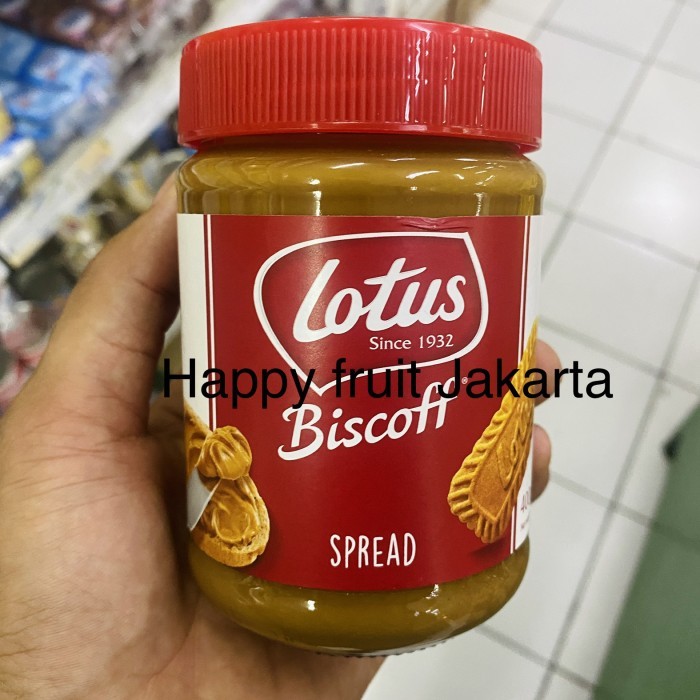 Lotus
Since 1932
Happy fruit Jakarta
Biscoff®
SPREAD